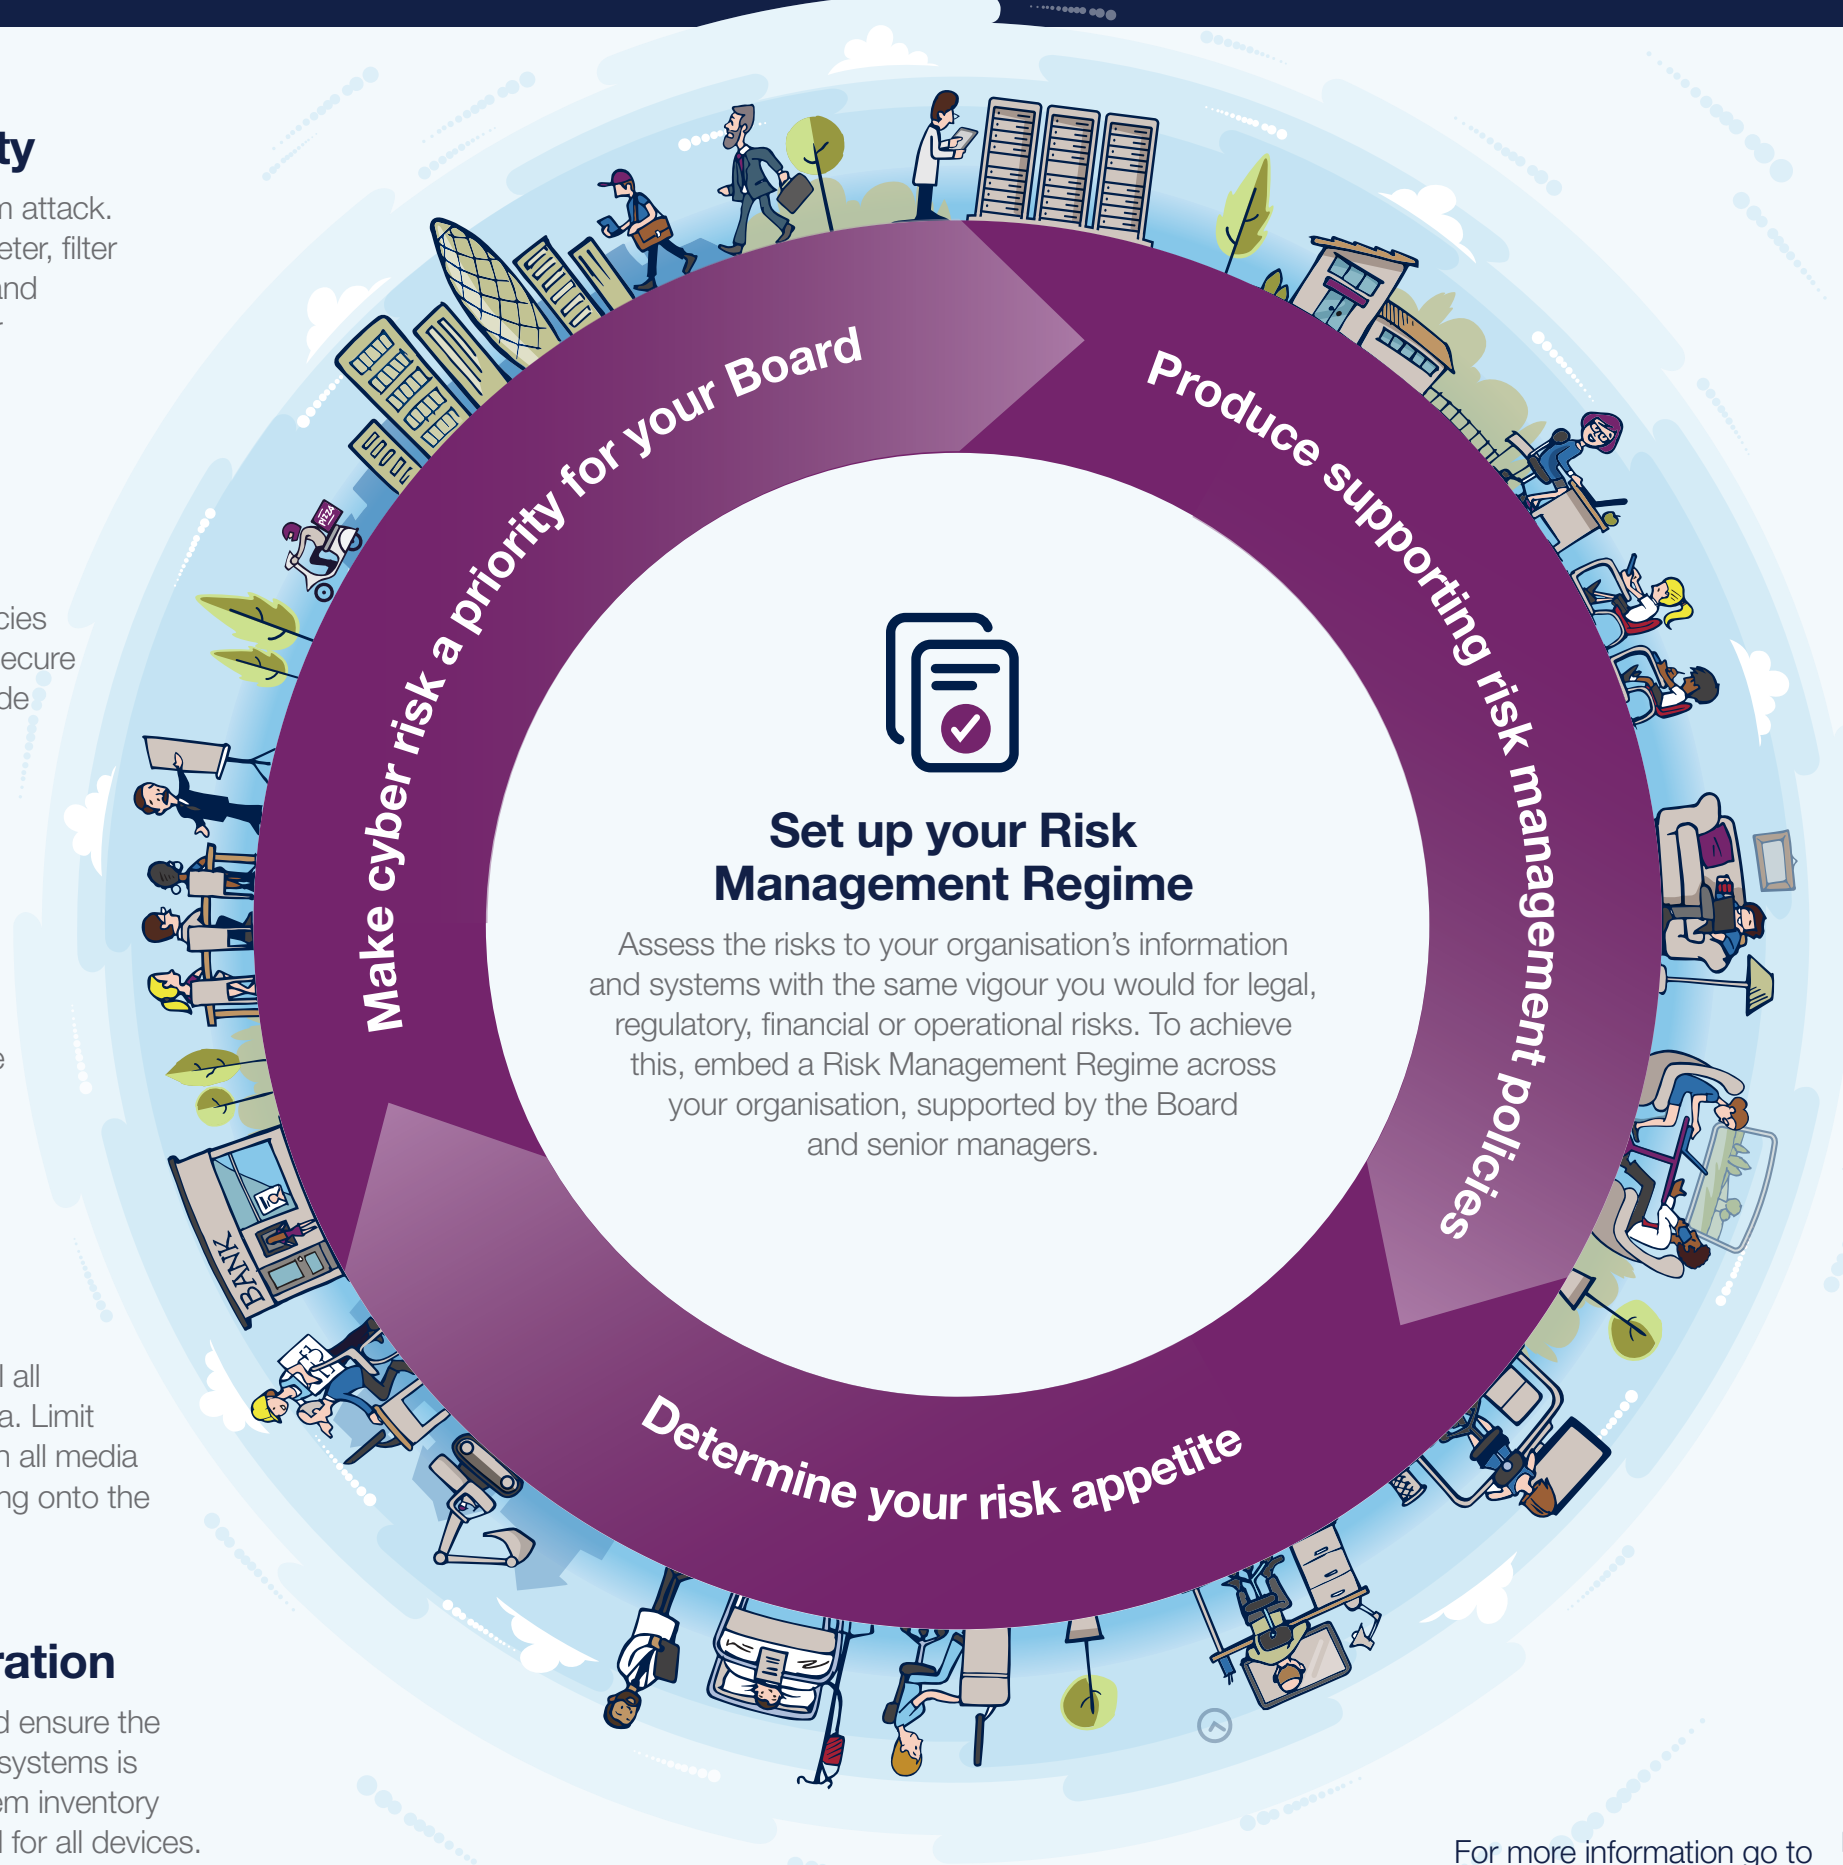 ty
attack.
filter
and
cies
ecure
de
all
Limit
all media
ng onto the
ration
ensure the
systems is
em inventory
for all devices.
Make cyber risk a priority for your Board
Produce supporting risk management policies
Determine your risk appetite
Set up your Risk
Management Regime
Assess the risks to your organisation’s information
and systems with the same vigour you would for legal,
regulatory, financial or operational risks. To achieve
this, embed a Risk Management Regime across
your organisation, supported by the Board
and senior managers.
PIZZA
BANK
For more information go to